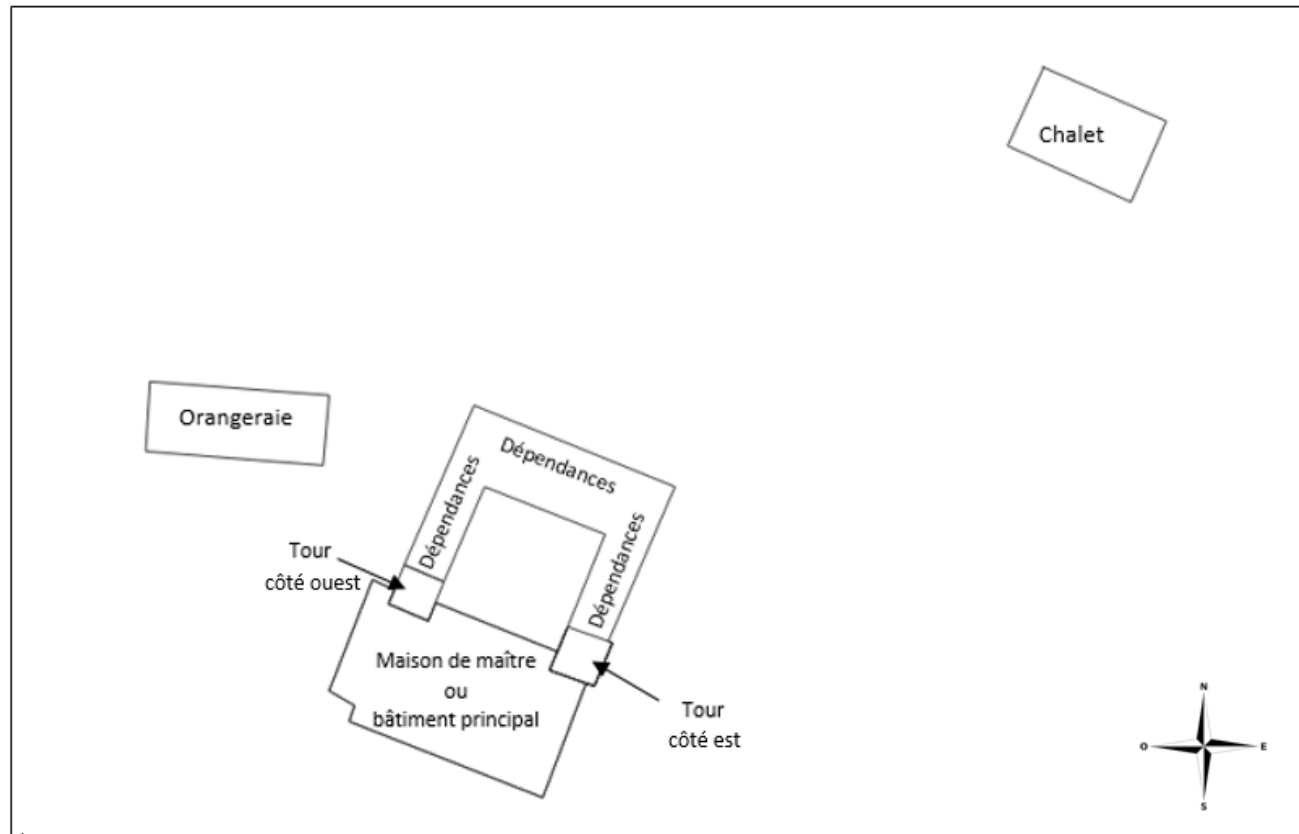 Chalet
Orangeraie
Dépendances
Dépendances
Dépendances
Tour
côté ouest
Maison de maître
ou
bâtiment principal
Tour
côté est
N
O
E
S